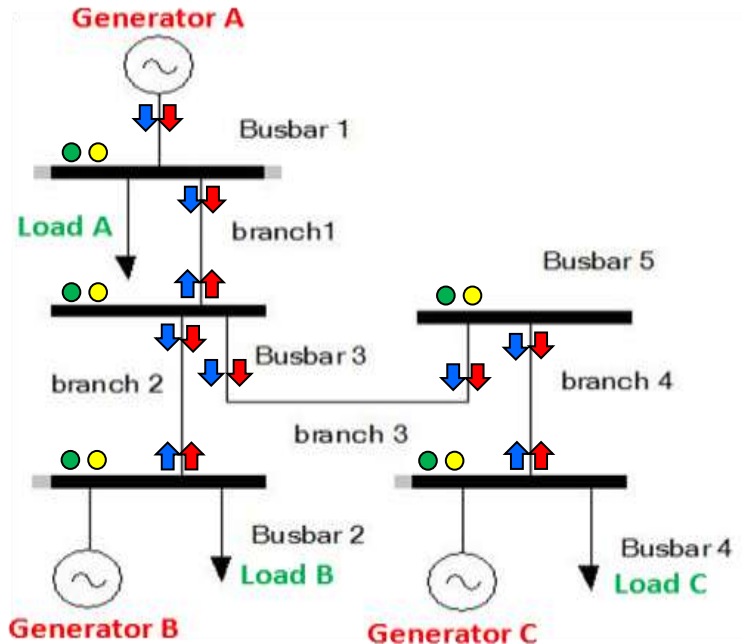 Generator A
Busbar 1
Load A
branch1
Busbar 5
Busbar 3
branch 2
branch 4
branch 3
Busbar 2
Load B
Busbar 4
Load C
Generator B
Generator C